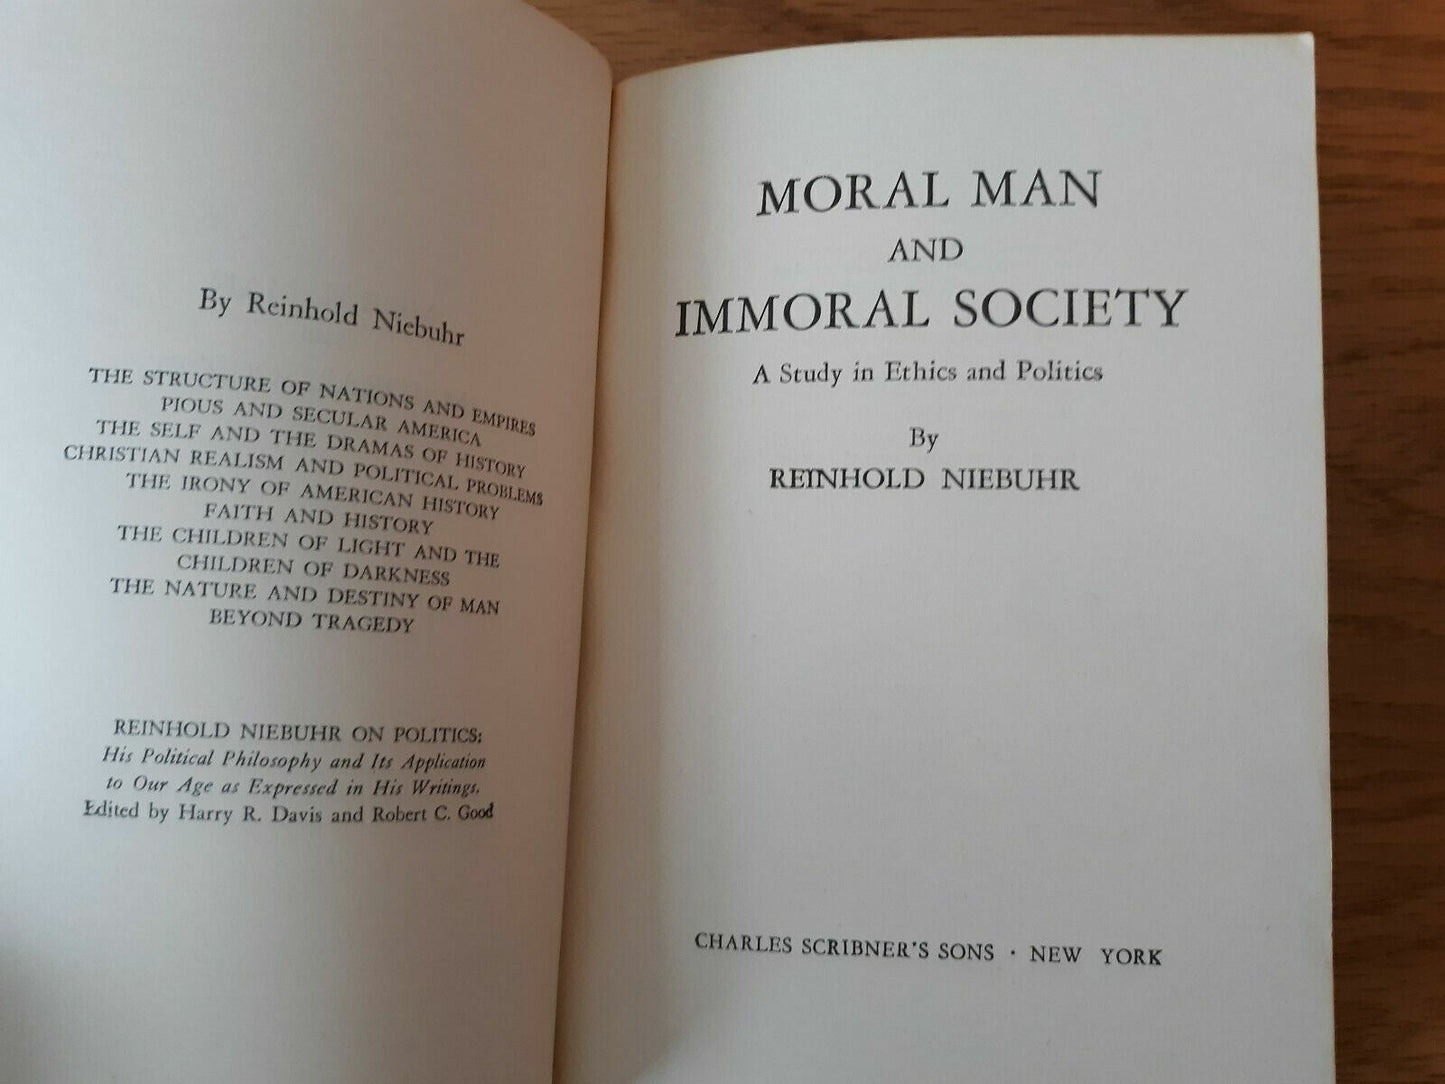 By Reinhold Niebuhr
THE STRUCTURE OF NATIONS AND EMPIRES
PIOUS AND SECULAR AMERICA
THE SELF AND THE DRAMAS OF HISTORY
CHRISTIAN REALISM AND POLITICAL PROBLEMS
THE IRONY OF AMERICAN HISTORY
FAITH AND HISTORY
THE CHILDREN OF LIGHT AND THE
CHILDREN OF DARKNESS
THE NATURE AND DESTINY OF MAN
BEYOND TRAGEDY
REINHOLD NIEBUHR ON POLITICS:
His Political Philosophy and Its Application
to Our Age as Expressed in His Writings.
Edited by Harry R. Davis and Robert C. Good
MORAL MAN
AND
IMMORAL SOCIETY
A Study in Ethics and Politics
By
REINHOLD NIEBUHR
CHARLES SCRIBNER'S SONS · NEW YORK